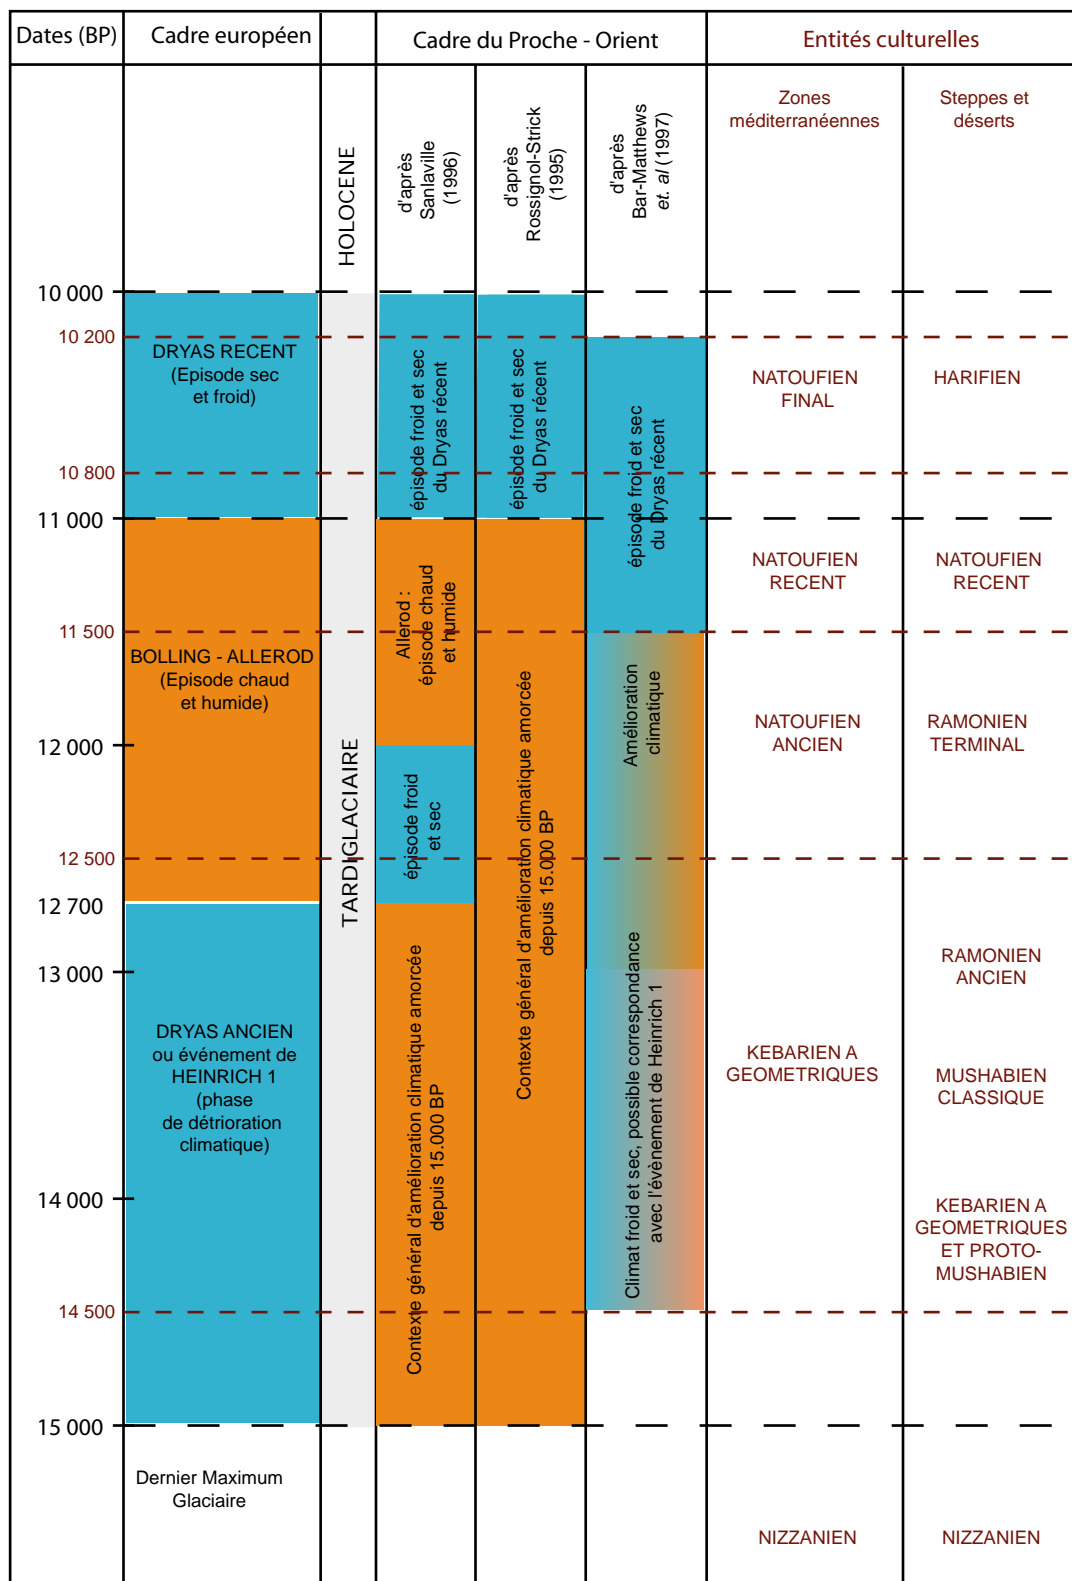 Dates (BP)
Cadre européen
Cadre du Proche - Orient
Entités culturelles
HOLOCENE
d'après
Sanlaville
(1996)
d'après
Rossignol-Strick
(1995)
d'après
Bar-Matthews
et. al (1997)
Zones
méditerranéennes
Steppes et
déserts
10 000
10 200
10 800
11 000
11 500
12 000
12 500
12 700
13 000
14 000
14 500
15 000
DRYAS RECENT
(Episode sec
et froid)
BOLLING - ALLEROD
(Episode chaud
et humide)
DRYAS ANCIEN
ou événement de
HEINRICH 1
(phase
de détrioration
climatique)
Dernier Maximum
Glaciaire
TARDIGLACIAIRE
épisode froid et sec
du Dryas récent
Allerod :
épisode chaud
et humide
épisode froid
et sec
Contexte général d'amélioration climatique amorcée
depuis 15.000 BP
épisode froid et sec
du Dryas récent
Contexte général d'amélioration climatique amorcée
depuis 15.000 BP
épisode froid et sec
du Dryas récent
Amélioration
climatique
Climat froid et sec, possible correspondance
avec l'évènement de Heinrich 1
NATOUFIEN
FINAL
NATOUFIEN
RECENT
NATOUFIEN
ANCIEN
KEBARIEN A
GEOMETRIQUES
NIZZANIEN
HARIFIEN
NATOUFIEN
RECENT
RAMONIEN
TERMINAL
RAMONIEN
ANCIEN
MUSHABIEN
CLASSIQUE
KEBARIEN A
GEOMETRIQUES
ET PROTO-
MUSHABIEN
NIZZANIEN